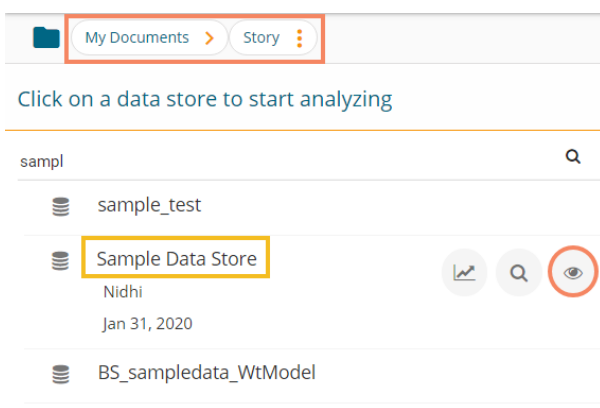 My Documents > Story
Click on a data store to start analyzing
sampl
sample_test
Sample Data Store
Nidhi
Jan 31, 2020
BS_sampledata_WtModel